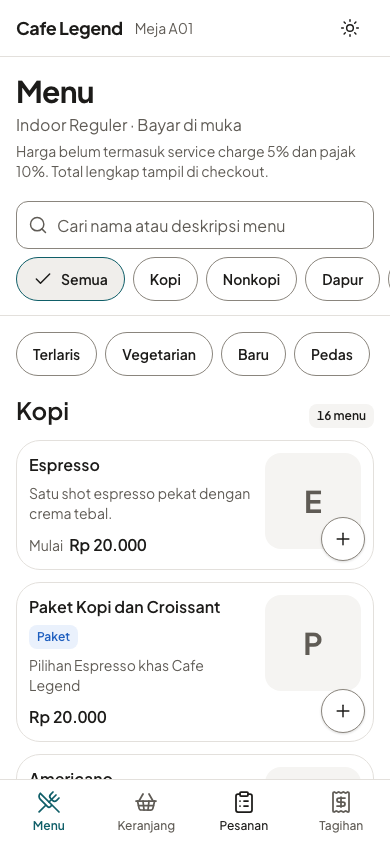 Cafe Legend Meja A01
Menu
Indoor Reguler · Bayar di muka
Harga belum termasuk service charge 5% dan pajak
10%. Total lengkap tampil di checkout.
Cari nama atau deskripsi menu
Semua Kopi Nonkopi Dapur
Terlaris Vegetarian Baru Pedas
Kopi 16 menu
Espresso
Satu shot espresso pekat dengan
crema tebal.
E
Mulai Rp 20.000
Paket Kopi dan Croissant
Paket
P
Pilihan Espresso khas Cafe
Legend
Rp 20.000
Americano
Menu Keranjang Pesanan Tagihan